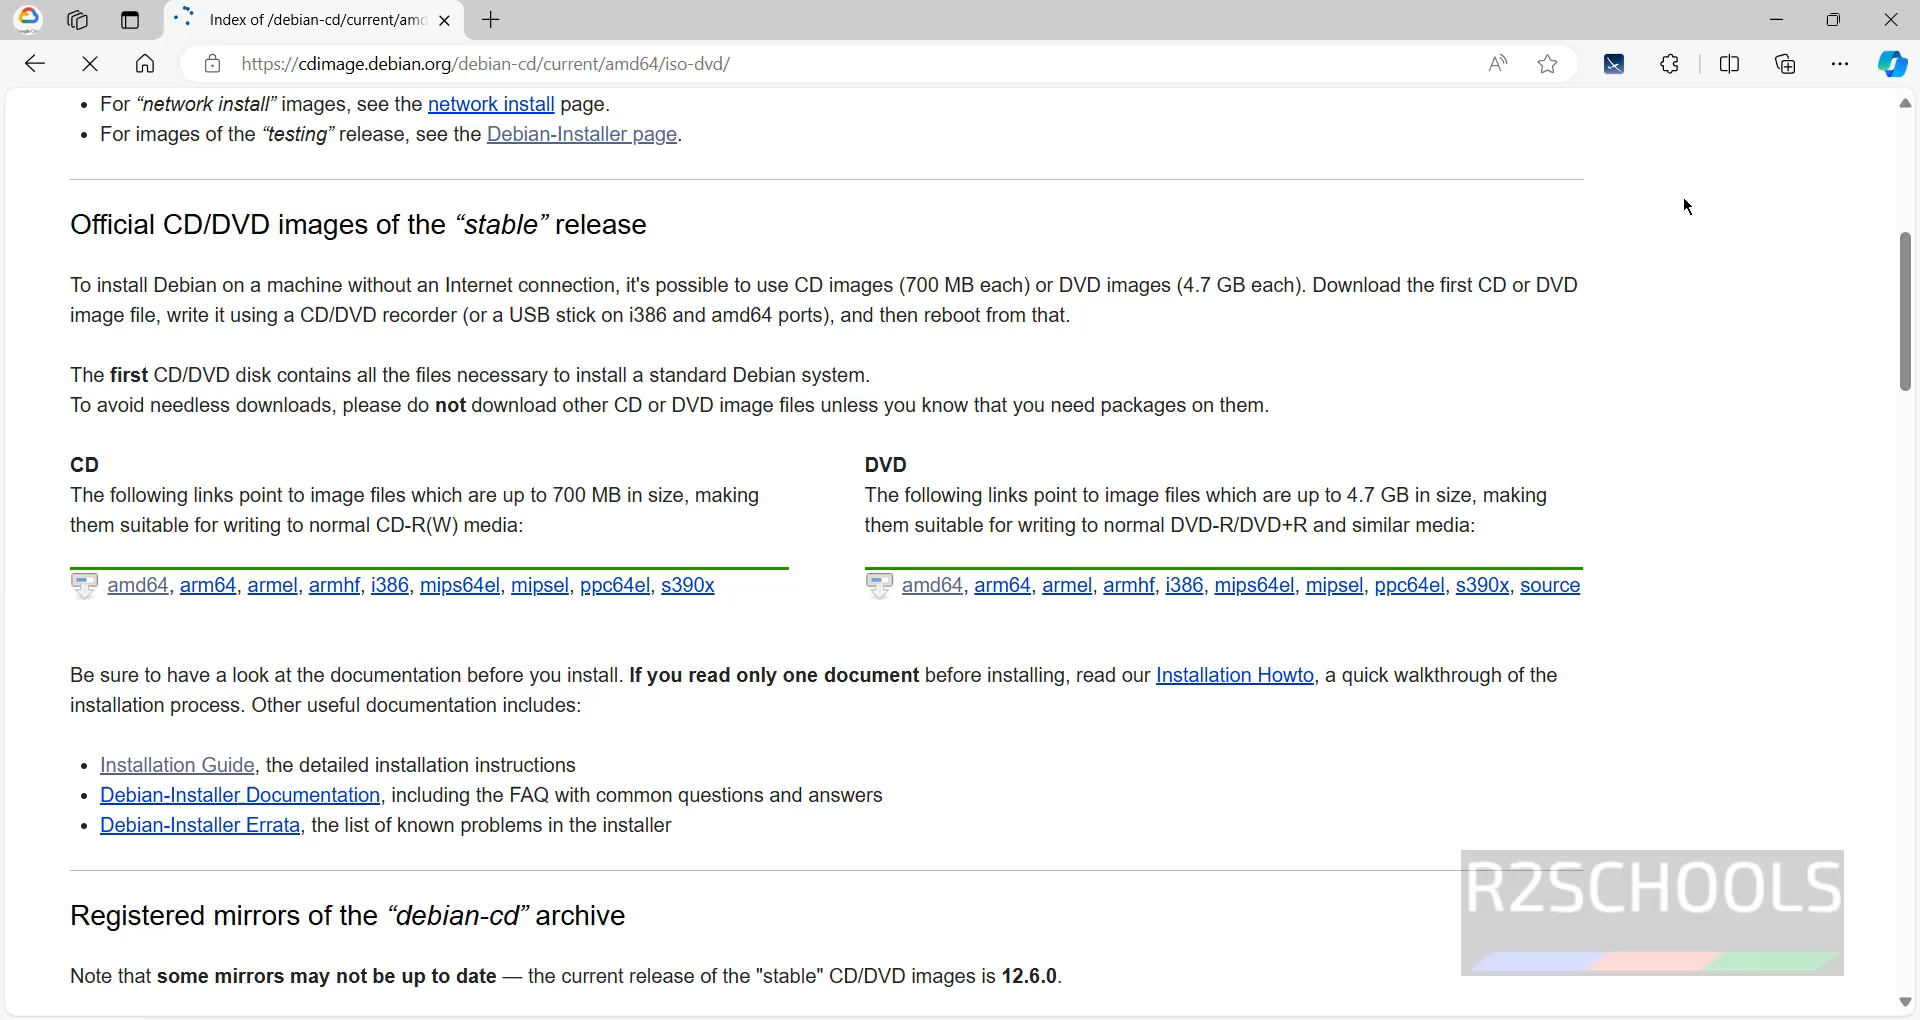 Index of /debian-cd/current/amd
https://cdimage.debian.org/debian-cd/current/amd64/iso-dvd/
• For “network install” images, see the network install page.
• For images of the “testing” release, see the Debian-Installer page.
Official CD/DVD images of the “stable” release
To install Debian on a machine without an Internet connection, it's possible to use CD images (700 MB each) or DVD images (4.7 GB each). Download the first CD or DVD
image file, write it using a CD/DVD recorder (or a USB stick on i386 and amd64 ports), and then reboot from that.
The first CD/DVD disk contains all the files necessary to install a standard Debian system.
To avoid needless downloads, please do not download other CD or DVD image files unless you know that you need packages on them.
CD
The following links point to image files which are up to 700 MB in size, making
them suitable for writing to normal CD-R(W) media:
amd64, arm64, armel, armhf, i386, mips64el, mipsel, ppc64el, s390x
DVD
The following links point to image files which are up to 4.7 GB in size, making
them suitable for writing to normal DVD-R/DVD+R and similar media:
amd64, arm64, armel, armhf, i386, mips64el, mipsel, ppc64el, s390x, source
Be sure to have a look at the documentation before you install. If you read only one document before installing, read our Installation Howto, a quick walkthrough of the
installation process. Other useful documentation includes:
• Installation Guide, the detailed installation instructions
• Debian-Installer Documentation, including the FAQ with common questions and answers
• Debian-Installer Errata, the list of known problems in the installer
Registered mirrors of the “debian-cd” archive
Note that some mirrors may not be up to date — the current release of the "stable" CD/DVD images is 12.6.0.
R2SCHOOLS